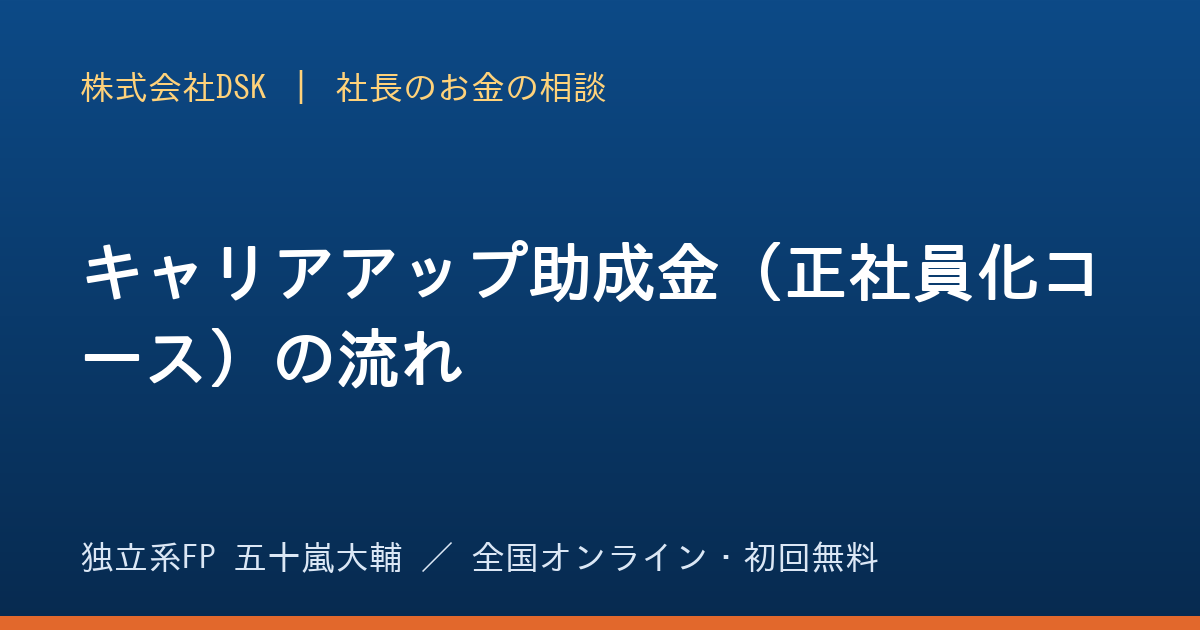 株式会社DSK ｜ 社長のお金の相談
キャリアアップ助成金（正社員化コ
ース）の流れ
独立系FP 五十嵐大輔 ／ 全国オンライン・初回無料